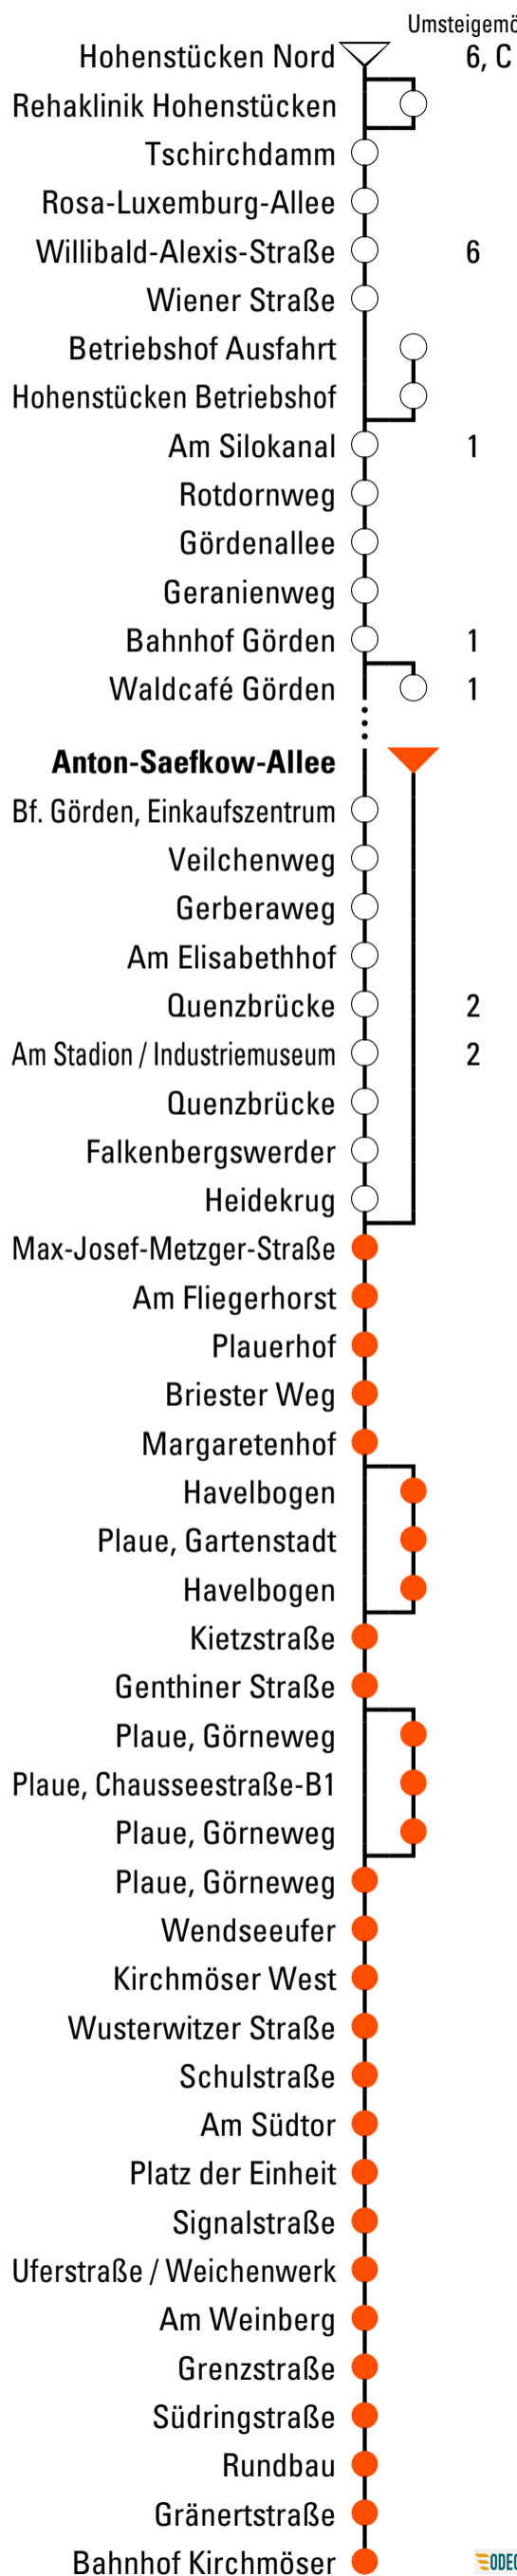 Umsteigemö
Hohenstücken Nord 6, C
Rehaklinik Hohenstücken
Tschirchdamm
Rosa-Luxemburg-Allee
Willibald-Alexis-Straße 6
Wiener Straße
Betriebshof Ausfahrt
Hohenstücken Betriebshof
Am Silokanal 1
Rotdornweg
Gördenallee
Geranienweg
Bahnhof Görden 1
Waldcafé Görden 1
Anton-Saefkow-Allee
Bf. Görden, Einkaufszentrum
Veilchenweg
Gerberaweg
Am Elisabethhof
Quenzbrücke 2
Am Stadion / Industriemuseum 2
Quenzbrücke
Falkenbergswerder
Heidekrug
Max-Josef-Metzger-Straße
Am Fliegerhorst
Plauerhof
Briester Weg
Margaretenhof
Havelbogen
Plaue, Gartenstadt
Havelbogen
Kietzstraße
Genthiner Straße
Plaue, Görneweg
Plaue, Chausseestraße-B1
Plaue, Görneweg
Plaue, Görneweg
Wendseeufer
Kirchmöser West
Wusterwitzer Straße
Schulstraße
Am Südtor
Platz der Einheit
Signalstraße
Uferstraße / Weichenwerk
Am Weinberg
Grenzstraße
Südringstraße
Rundbau
Gränertstraße
Bahnhof Kirchmöser ODEG